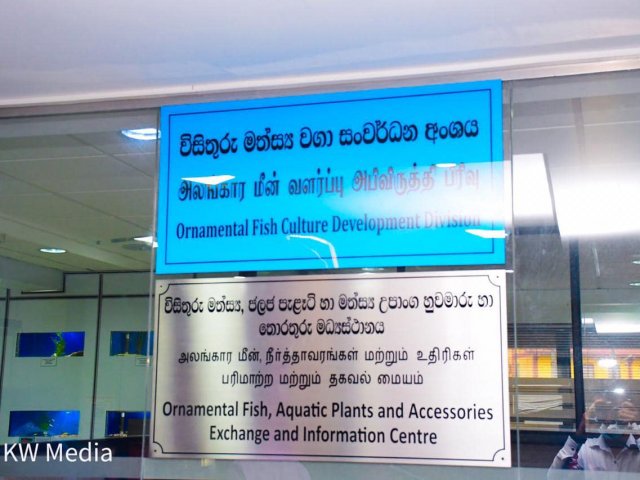 විසිතුරු මත්ස්‍ය වගා සංවර්ධන අංශය
அலங்கார மீன் வளர்ப்பு அபிவிருத்தி பிரிவு
Ornamental Fish Culture Development Division
විසිතුරු මත්ස්‍ය, ජලජ පැළෑටි හා මත්ස්‍ය උපාංග හුවමාරු හා
තොරතුරු මධ්‍යස්ථානය
அலங்கார மீன், நீர்த்தாவரங்கள் மற்றும் உதிரிகள்
பரிமாற்ற மற்றும் தகவல் மையம்
Ornamental Fish, Aquatic Plants and Accessories
Exchange and Information Centre
KW Media